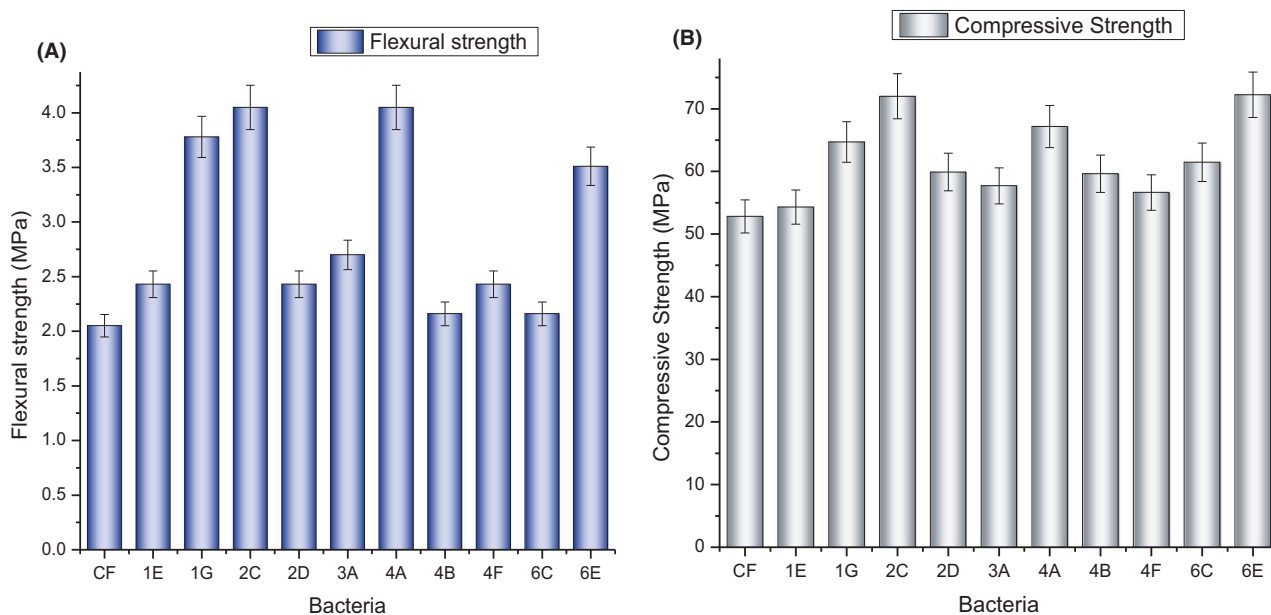 (A)
Flexural strength
4.0
3.5
3.0
2.5
2.0
1.5
1.0
0.5
0.0
Flexural strength (MPa)
CF 1E 1G 2C 2D 3A 4A 4B 4F 6C 6E
Bacteria
(B)
Compressive Strength
70
60
50
40
30
20
10
0
Compressive Strength (MPa)
CF 1E 1G 2C 2D 3A 4A 4B 4F 6C 6E
Bacteria